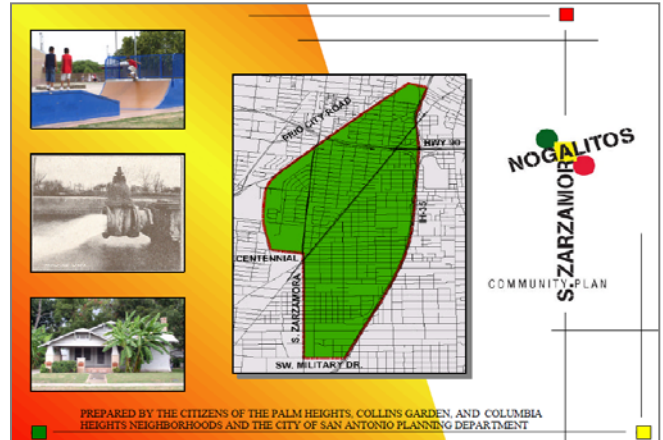 FRIO CITY ROAD
HWY 90
IH-35
CENTENNIAL
S. ZARZAMORA
SW. MILITARY DR.
NOGALITOS
S. ZARZAMORA
COMMUNITY PLAN
PREPARED BY THE CITIZENS OF THE PALM HEIGHTS, COLLINS GARDEN, AND COLUMBIA
HEIGHTS NEIGHBORHOODS AND THE CITY OF SAN ANTONIO PLANNING DEPARTMENT